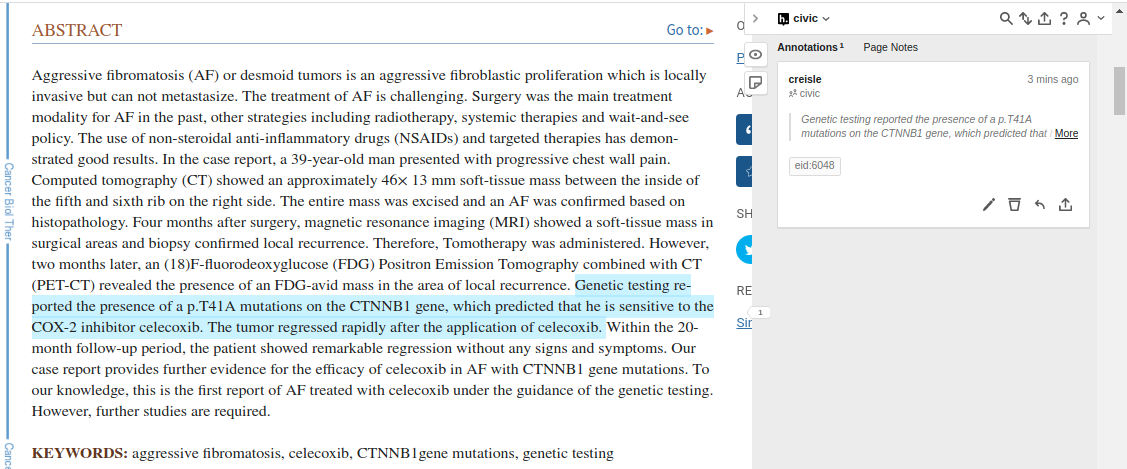 ABSTRACT
Go to:
Aggressive fibromatosis (AF) or desmoid tumors is an aggressive fibroblastic proliferation which is locally
invasive but can not metastasize. The treatment of AF is challenging. Surgery was the main treatment
modality for AF in the past, other strategies including radiotherapy, systemic therapies and wait-and-see
policy. The use of non-steroidal anti-inflammatory drugs (NSAIDs) and targeted therapies has demon-
strated good results. In the case report, a 39-year-old man presented with progressive chest wall pain.
Computed tomography (CT) showed an approximately 46× 13 mm soft-tissue mass between the inside of
the fifth and sixth rib on the right side. The entire mass was excised and an AF was confirmed based on
histopathology. Four months after surgery, magnetic resonance imaging (MRI) showed a soft-tissue mass in
surgical areas and biopsy confirmed local recurrence. Therefore, Tomotherapy was administered. However,
two months later, an (18)F-fluorodeoxyglucose (FDG) Positron Emission Tomography combined with CT
(PET-CT) revealed the presence of an FDG-avid mass in the area of local recurrence. Genetic testing re-
ported the presence of a p.T41A mutations on the CTNNB1 gene, which predicted that he is sensitive to the
COX-2 inhibitor celecoxib. The tumor regressed rapidly after the application of celecoxib. Within the 20-
month follow-up period, the patient showed remarkable regression without any signs and symptoms. Our
case report provides further evidence for the efficacy of celecoxib in AF with CTNNB1 gene mutations. To
our knowledge, this is the first report of AF treated with celecoxib under the guidance of the genetic testing.
However, further studies are required.
KEYWORDS: aggressive fibromatosis, celecoxib, CTNNB1gene mutations, genetic testing
Cancer Biol Ther
Cance
P
SH
RE
Sir
1
h. civic
?
Annotations 1
Page Notes
creisle
3 mins ago
civic
Genetic testing reported the presence of a p.T41A
mutations on the CTNNB1 gene, which predicted that More
eid:6048